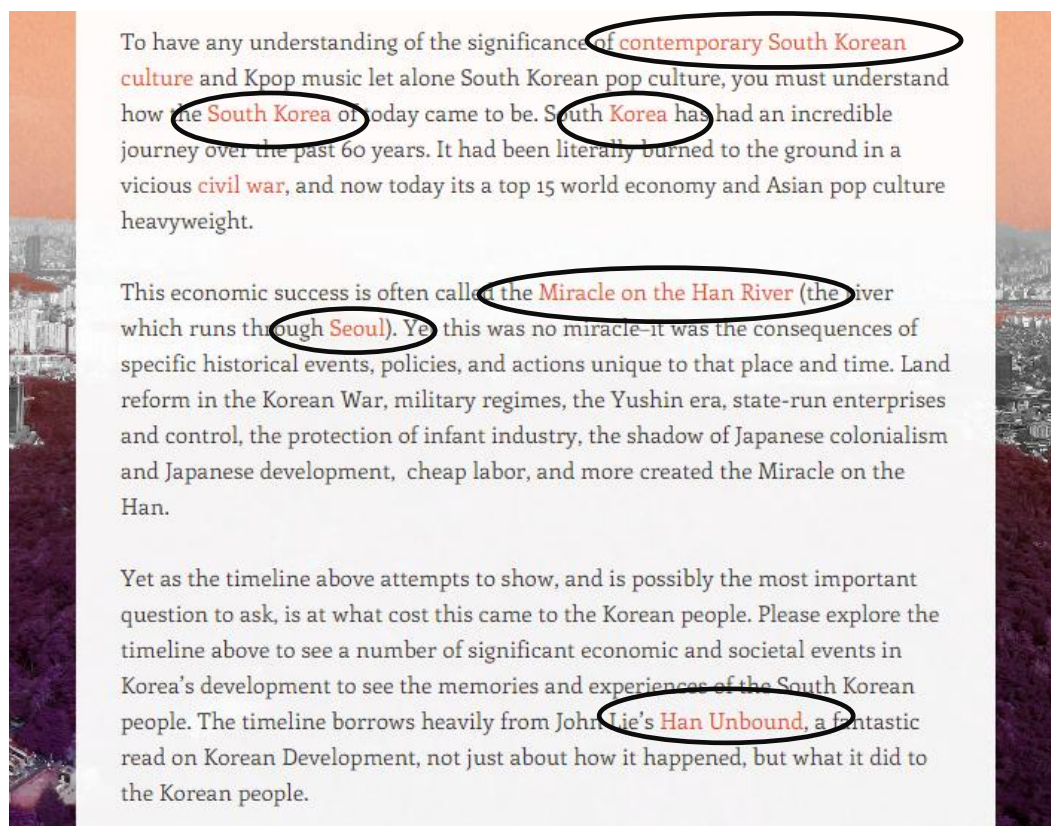 To have any understanding of the significance of contemporary South Korean
culture and Kpop music let alone South Korean pop culture, you must understand
how the South Korea of today came to be. South Korea has had an incredible
journey over the past 60 years. It had been literally burned to the ground in a
vicious civil war, and now today its a top 15 world economy and Asian pop culture
heavyweight.
This economic success is often called the Miracle on the Han River (the river
which runs through Seoul). Yet this was no miracle–it was the consequences of
specific historical events, policies, and actions unique to that place and time. Land
reform in the Korean War, military regimes, the Yushin era, state-run enterprises
and control, the protection of infant industry, the shadow of Japanese colonialism
and Japanese development, cheap labor, and more created the Miracle on the
Han.
Yet as the timeline above attempts to show, and is possibly the most important
question to ask, is at what cost this came to the Korean people. Please explore the
timeline above to see a number of significant economic and societal events in
Korea's development to see the memories and experiences of the South Korean
people. The timeline borrows heavily from John Lie's Han Unbound, a fantastic
read on Korean Development, not just about how it happened, but what it did to
the Korean people.